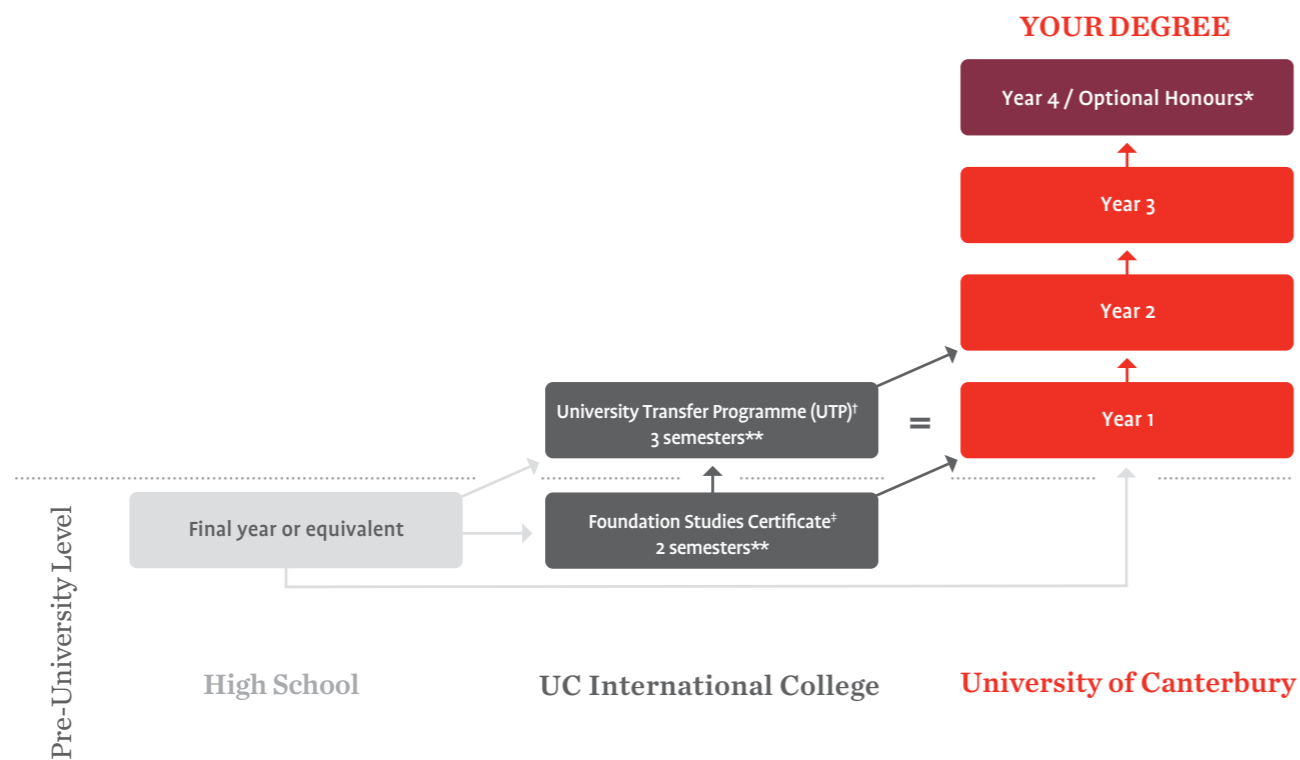 YOUR DEGREE
Year 4 / Optional Honours*
Year 3
Year 2
University Transfer Programme (UTP)†
3 semesters**
=
Year 1
Final year or equivalent
Foundation Studies Certificate‡
2 semesters**
Pre-University Level
High School
UC International College
University of Canterbury